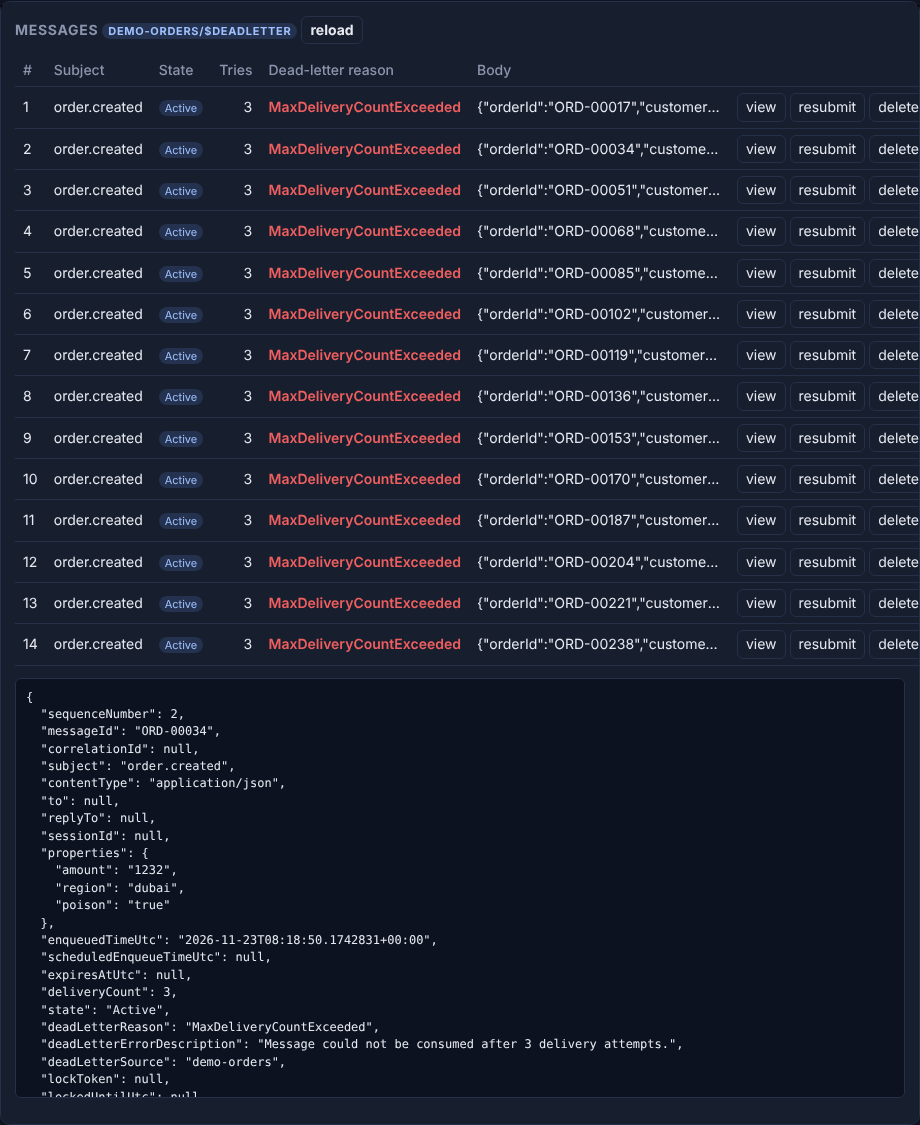 MESSAGES DEMO-ORDERS/$DEADLETTER reload
# Subject State Tries Dead-letter reason Body
1 order.created Active 3 MaxDeliveryCountExceeded {"orderId":"ORD-00017","customer... view resubmit delete
2 order.created Active 3 MaxDeliveryCountExceeded {"orderId":"ORD-00034","custome... view resubmit delete
3 order.created Active 3 MaxDeliveryCountExceeded {"orderId":"ORD-00051","customer... view resubmit delete
4 order.created Active 3 MaxDeliveryCountExceeded {"orderId":"ORD-00068","custome... view resubmit delete
5 order.created Active 3 MaxDeliveryCountExceeded {"orderId":"ORD-00085","custome... view resubmit delete
6 order.created Active 3 MaxDeliveryCountExceeded {"orderId":"ORD-00102","custome... view resubmit delete
7 order.created Active 3 MaxDeliveryCountExceeded {"orderId":"ORD-00119","customer... view resubmit delete
8 order.created Active 3 MaxDeliveryCountExceeded {"orderId":"ORD-00136","custome... view resubmit delete
9 order.created Active 3 MaxDeliveryCountExceeded {"orderId":"ORD-00153","customer... view resubmit delete
10 order.created Active 3 MaxDeliveryCountExceeded {"orderId":"ORD-00170","customer... view resubmit delete
11 order.created Active 3 MaxDeliveryCountExceeded {"orderId":"ORD-00187","customer... view resubmit delete
12 order.created Active 3 MaxDeliveryCountExceeded {"orderId":"ORD-00204","custome... view resubmit delete
13 order.created Active 3 MaxDeliveryCountExceeded {"orderId":"ORD-00221","customer... view resubmit delete
14 order.created Active 3 MaxDeliveryCountExceeded {"orderId":"ORD-00238","custome... view resubmit delete
{
  "sequenceNumber": 2,
  "messageId": "ORD-00034",
  "correlationId": null,
  "subject": "order.created",
  "contentType": "application/json",
  "to": null,
  "replyTo": null,
  "sessionId": null,
  "properties": {
    "amount": "1232",
    "region": "dubai",
    "poison": "true"
  },
  "enqueuedTimeUtc": "2026-11-23T08:18:50.1742831+00:00",
  "scheduledEnqueueTimeUtc": null,
  "expiresAtUtc": null,
  "deliveryCount": 3,
  "state": "Active",
  "deadLetterReason": "MaxDeliveryCountExceeded",
  "deadLetterErrorDescription": "Message could not be consumed after 3 delivery attempts.",
  "deadLetterSource": "demo-orders",
  "lockToken": null,
  "lockedUntilUtc": null